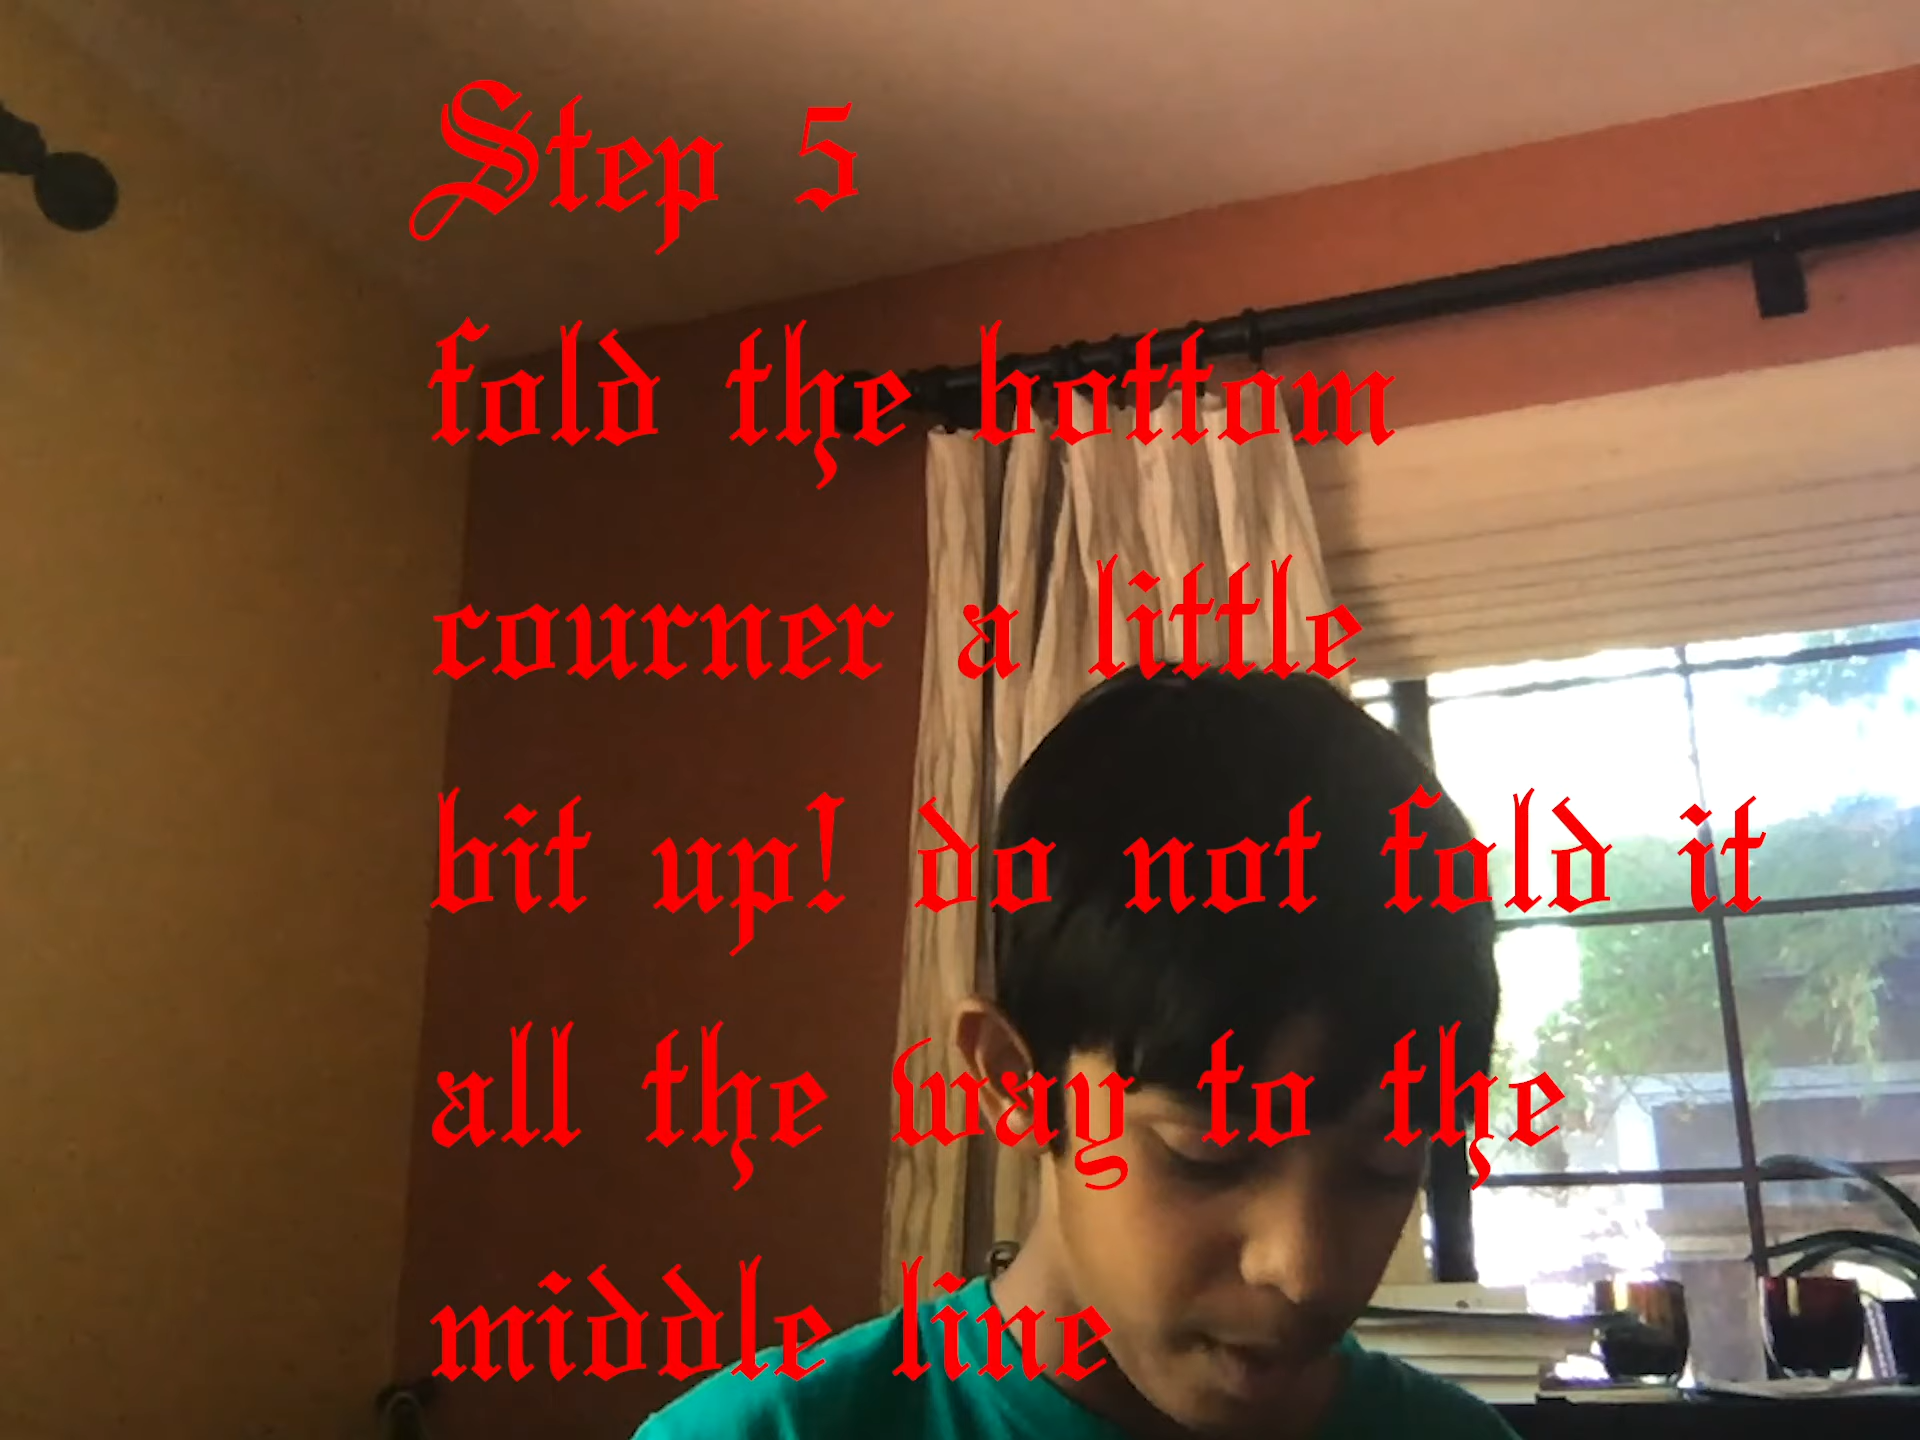 Step 5
fold the bottom
courner a little
bit up! do not fold it
all the way to the
middle line